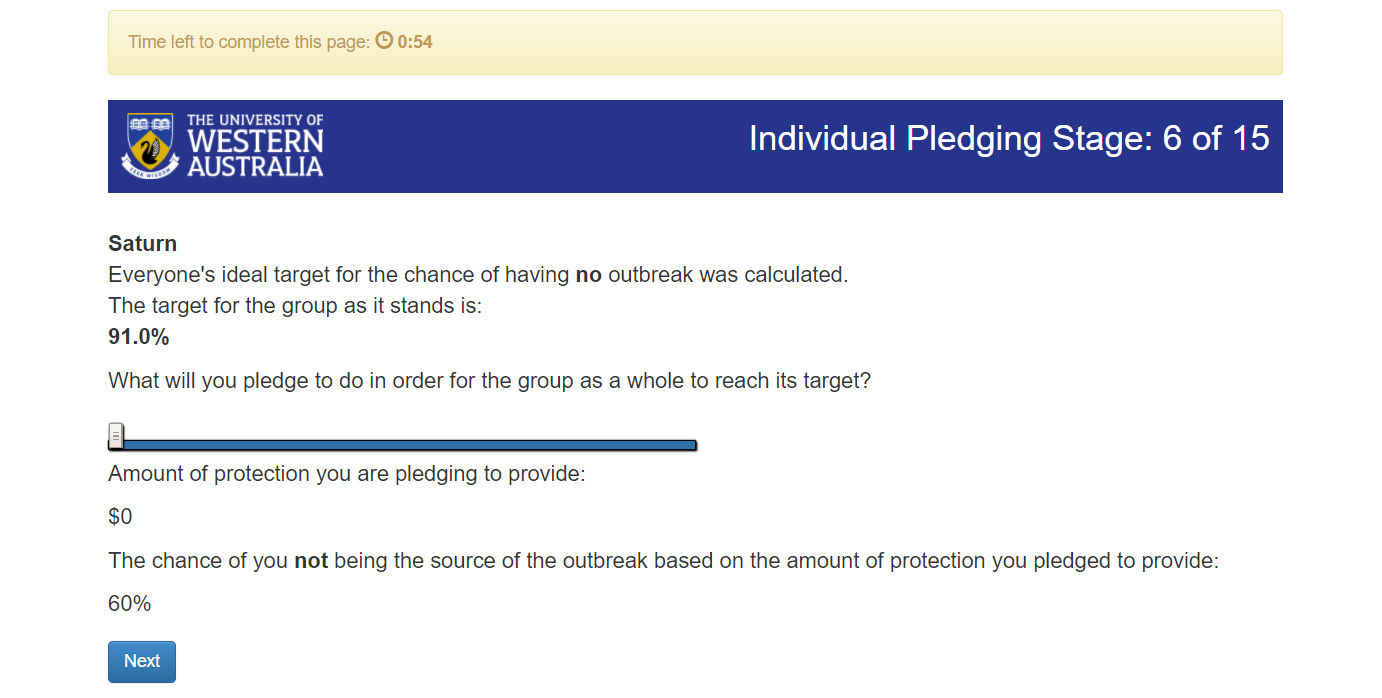 Time left to complete this page: 0:54
THE UNIVERSITY OF
WESTERN
AUSTRALIA
SEEK WISDOM
Individual Pledging Stage: 6 of 15
Saturn
Everyone's ideal target for the chance of having no outbreak was calculated.
The target for the group as it stands is:
91.0%
What will you pledge to do in order for the group as a whole to reach its target?
Amount of protection you are pledging to provide:
$0
The chance of you not being the source of the outbreak based on the amount of protection you pledged to provide:
60%
Next